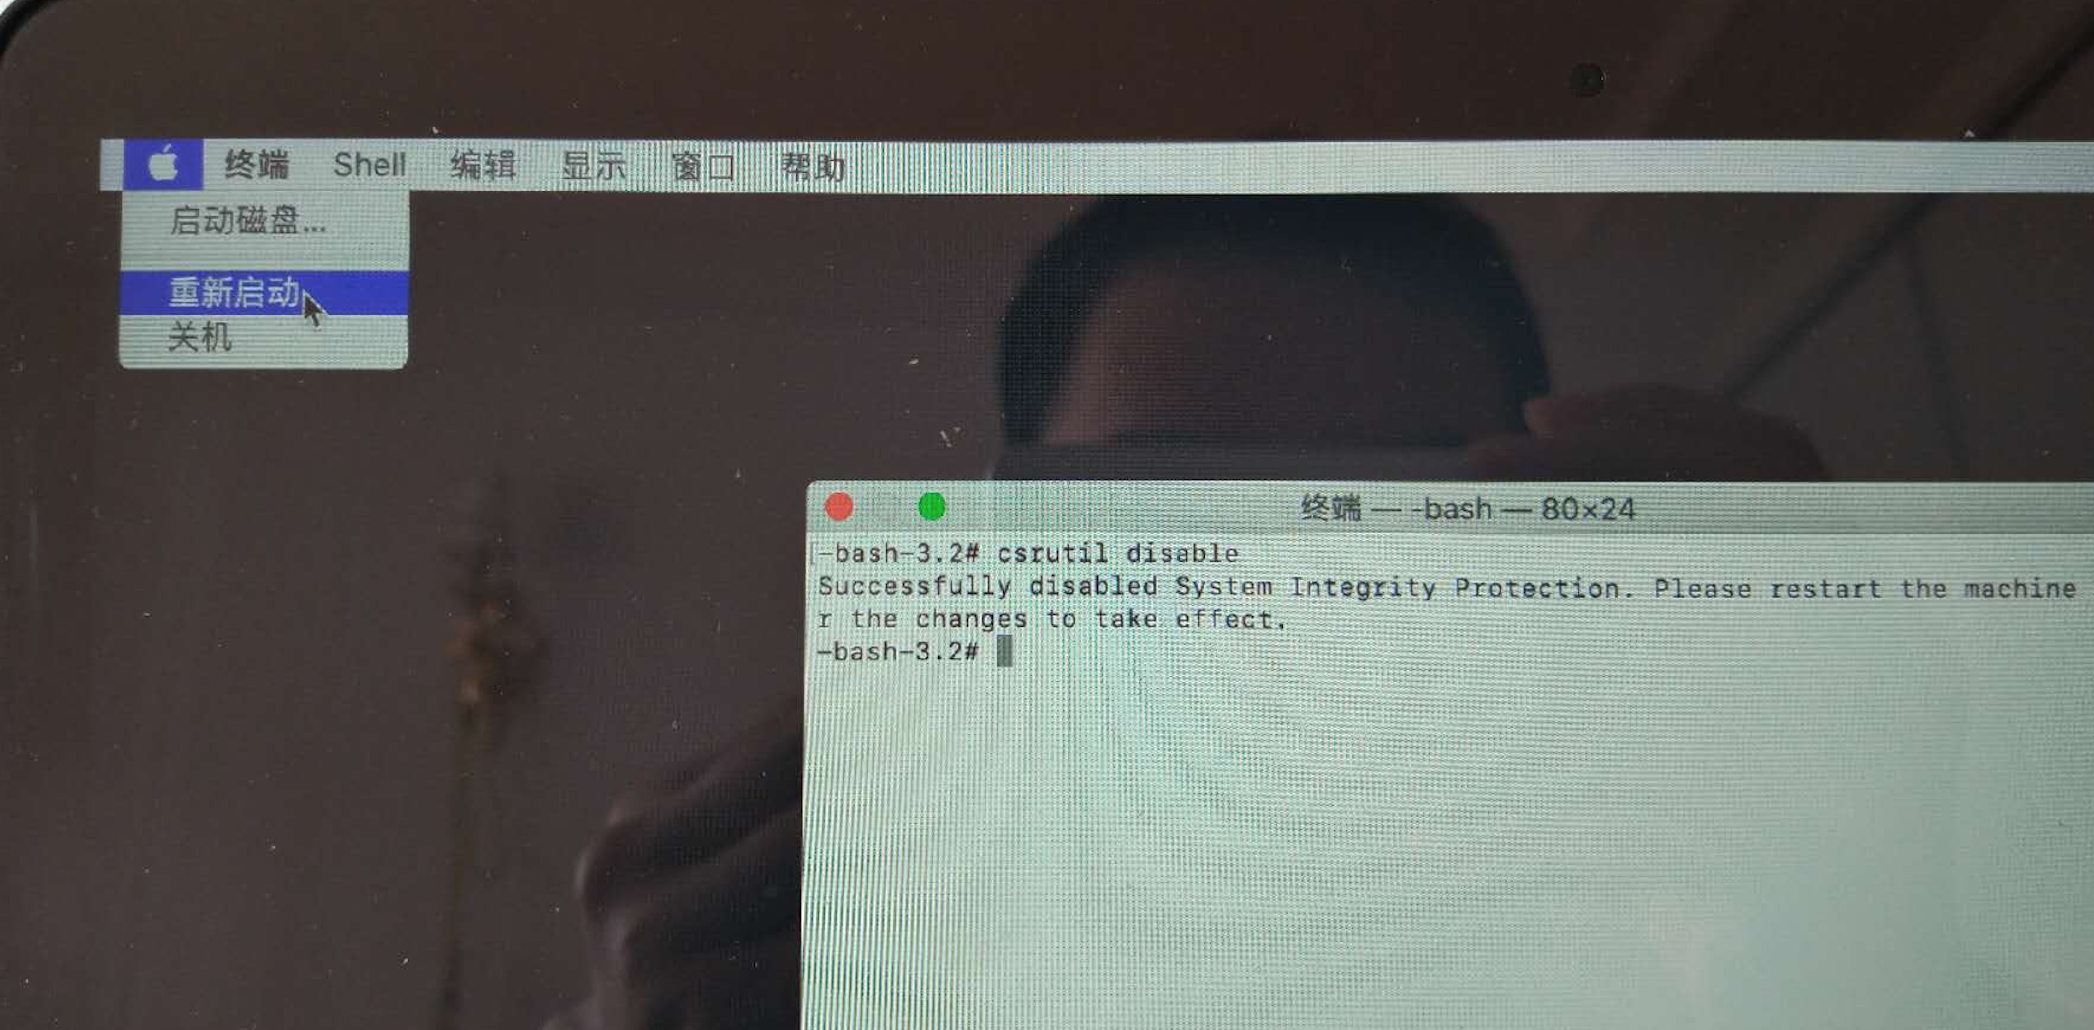 终端 Shell 编辑 显示 窗口 帮助
启动磁盘...
重新启动
关机
终端 — -bash — 80×24
-bash-3.2# csrutil disable
Successfully disabled System Integrity Protection. Please restart the machine
r the changes to take effect.
-bash-3.2#